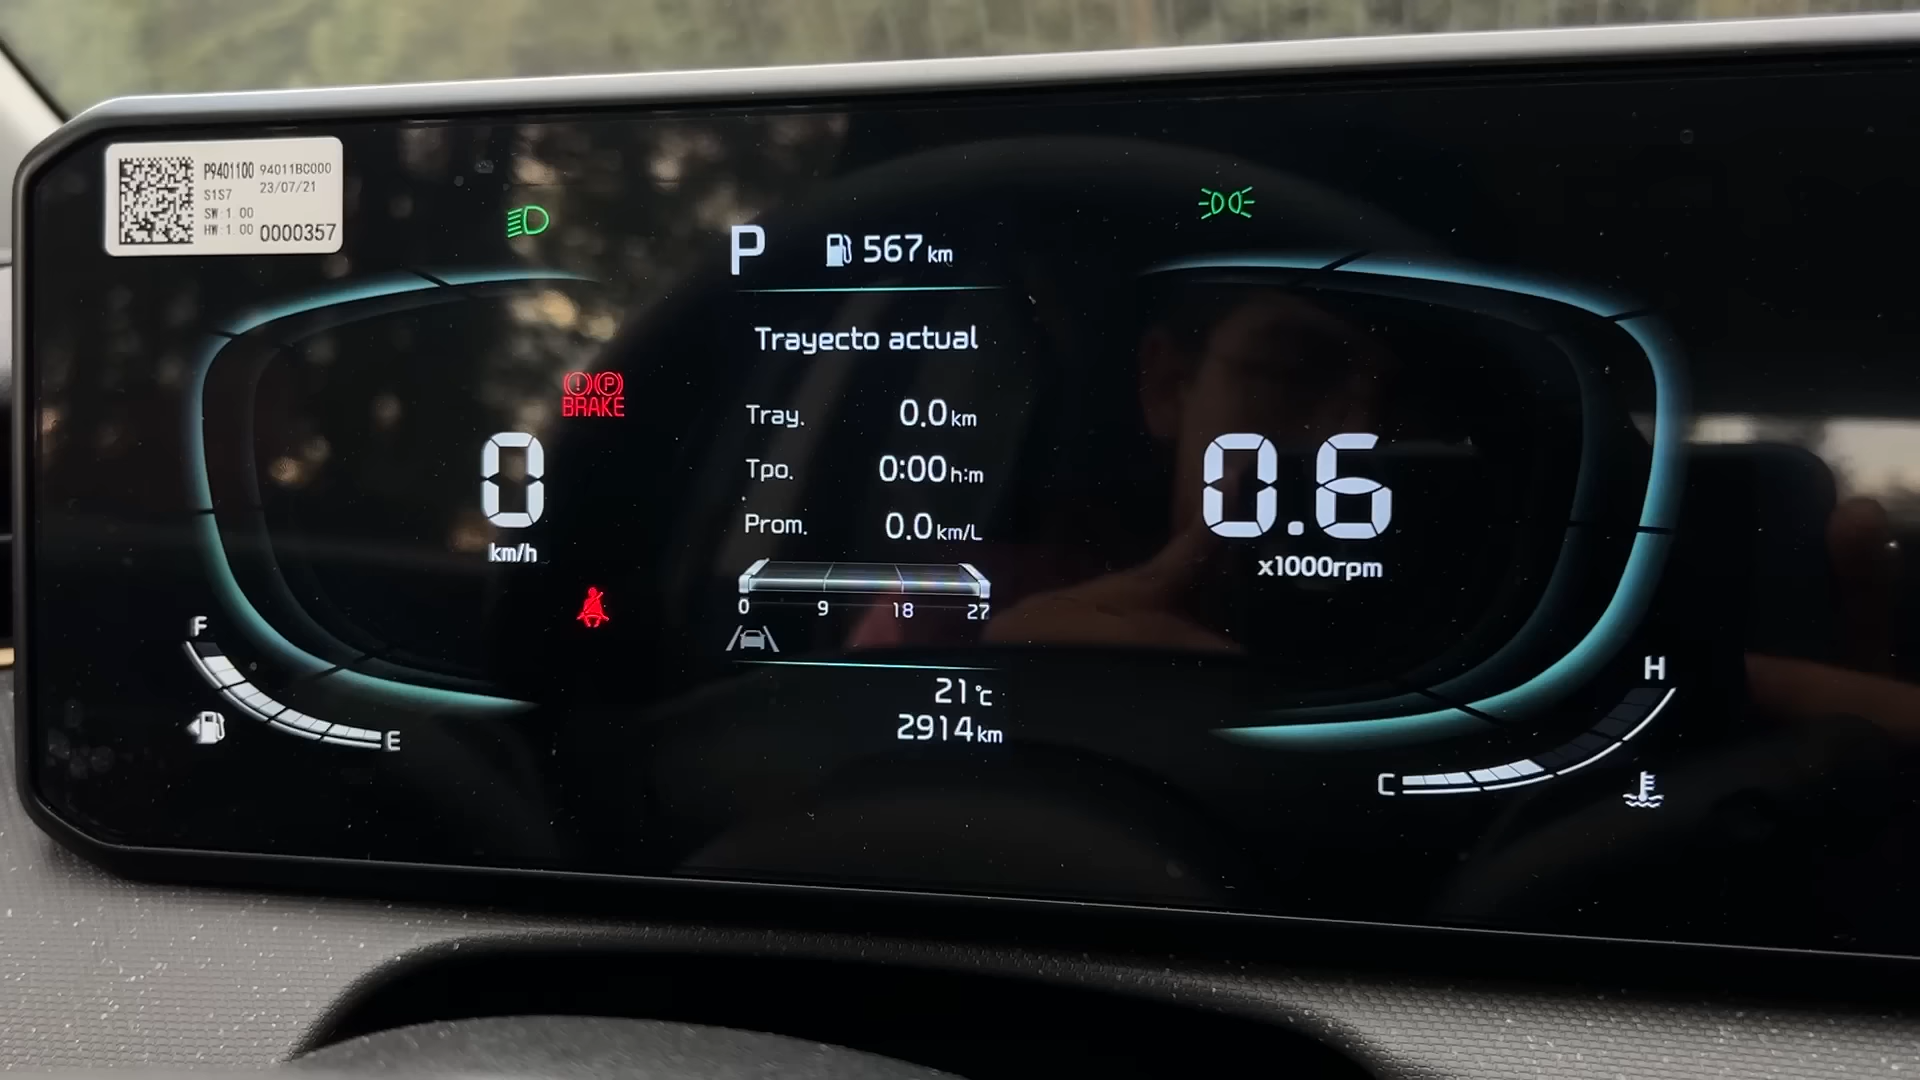 P9401100 94011BC000
S1S7 23/07/21
SW: 1.00
HW: 1.00 0000357
P 567 km
Trayecto actual
BRAKE
Tray. 0.0 km
Tpo. 0:00 h:m
Prom. 0.0 km/L
0 9 18 27
0
km/h
0.6
x1000rpm
F
E
21 °C
2914 km
H
C